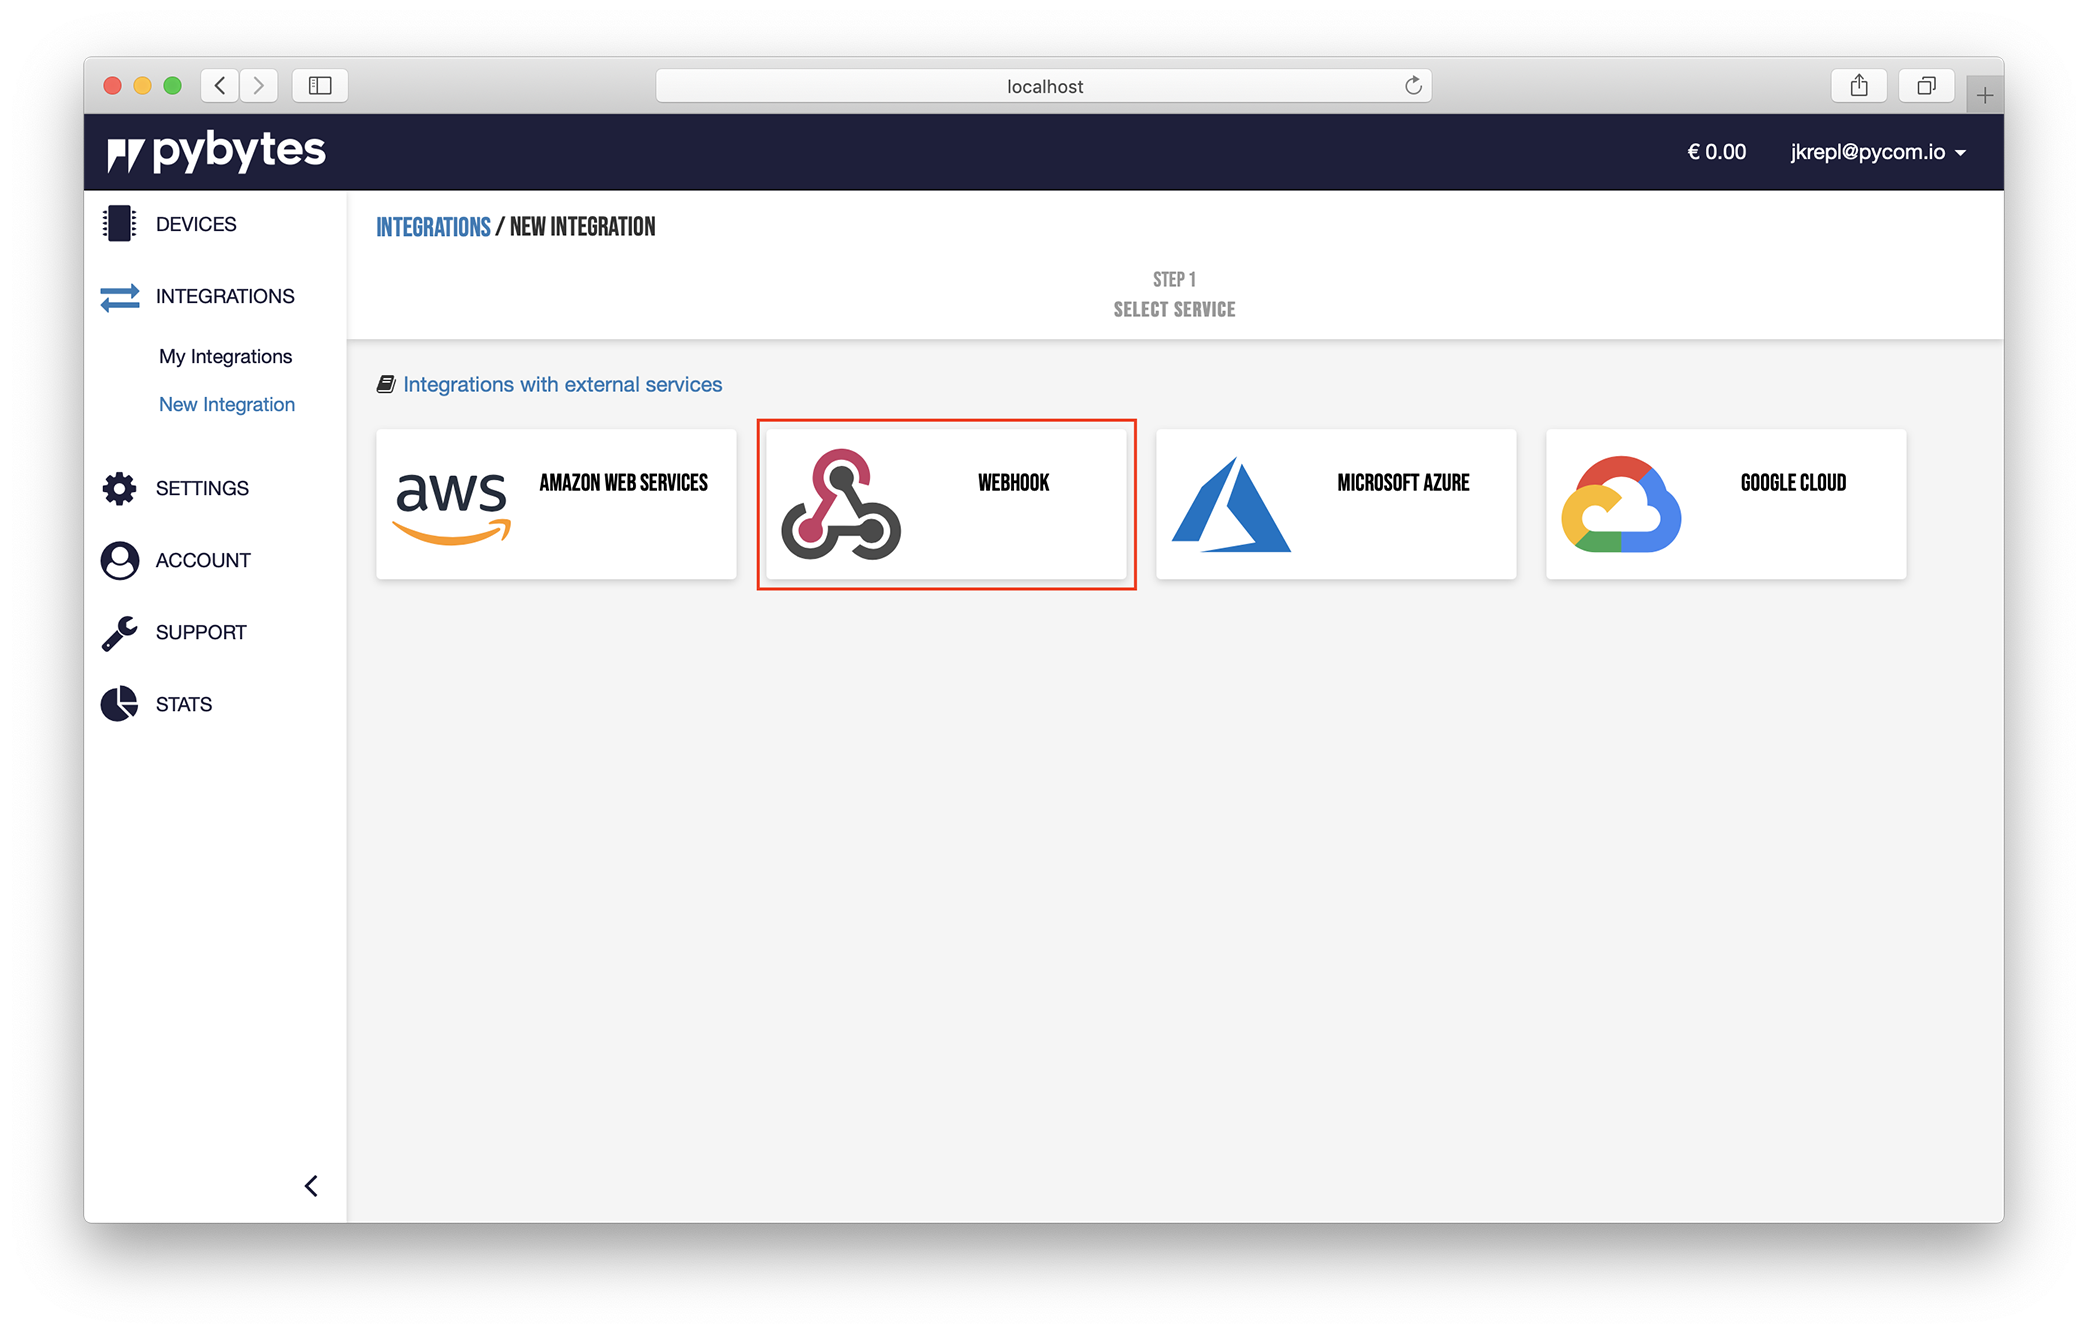 localhost
pybytes
€ 0.00
jkrepl@pycom.io
DEVICES
INTEGRATIONS
My Integrations
New Integration
SETTINGS
ACCOUNT
SUPPORT
STATS
INTEGRATIONS / NEW INTEGRATION
STEP 1
SELECT SERVICE
Integrations with external services
aws
AMAZON WEB SERVICES
WEBHOOK
MICROSOFT AZURE
GOOGLE CLOUD